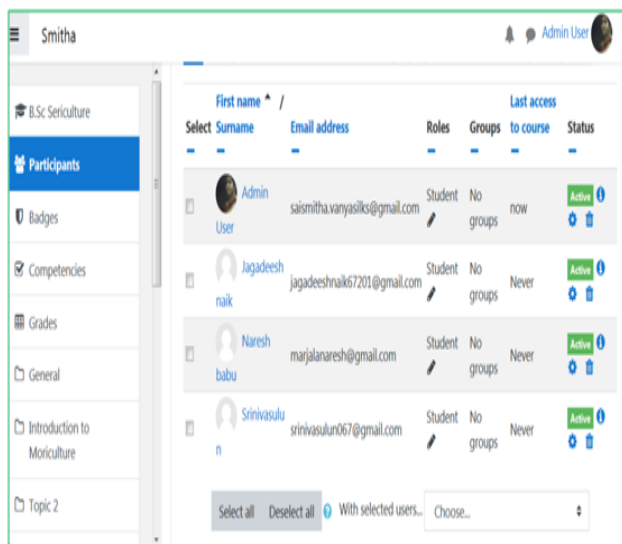 Smitha
Admin User
B.Sc Sericulture
Participants
Badges
Competencies
Grades
General
Introduction to
Moriculture
Topic 2
First name / Last access
Select Surname Email address Roles Groups to course Status
Admin
User saismitha.vanyasilks@gmail.com Student No groups now Active
Jagadeesh
naik jagadeeshnaik67201@gmail.com Student No groups Never Active
Naresh
babu marjalanaresh@gmail.com Student No groups Never Active
Srinivasulu
n srinivasulun067@gmail.com Student No groups Never Active
Select all Deselect all With selected users... Choose...